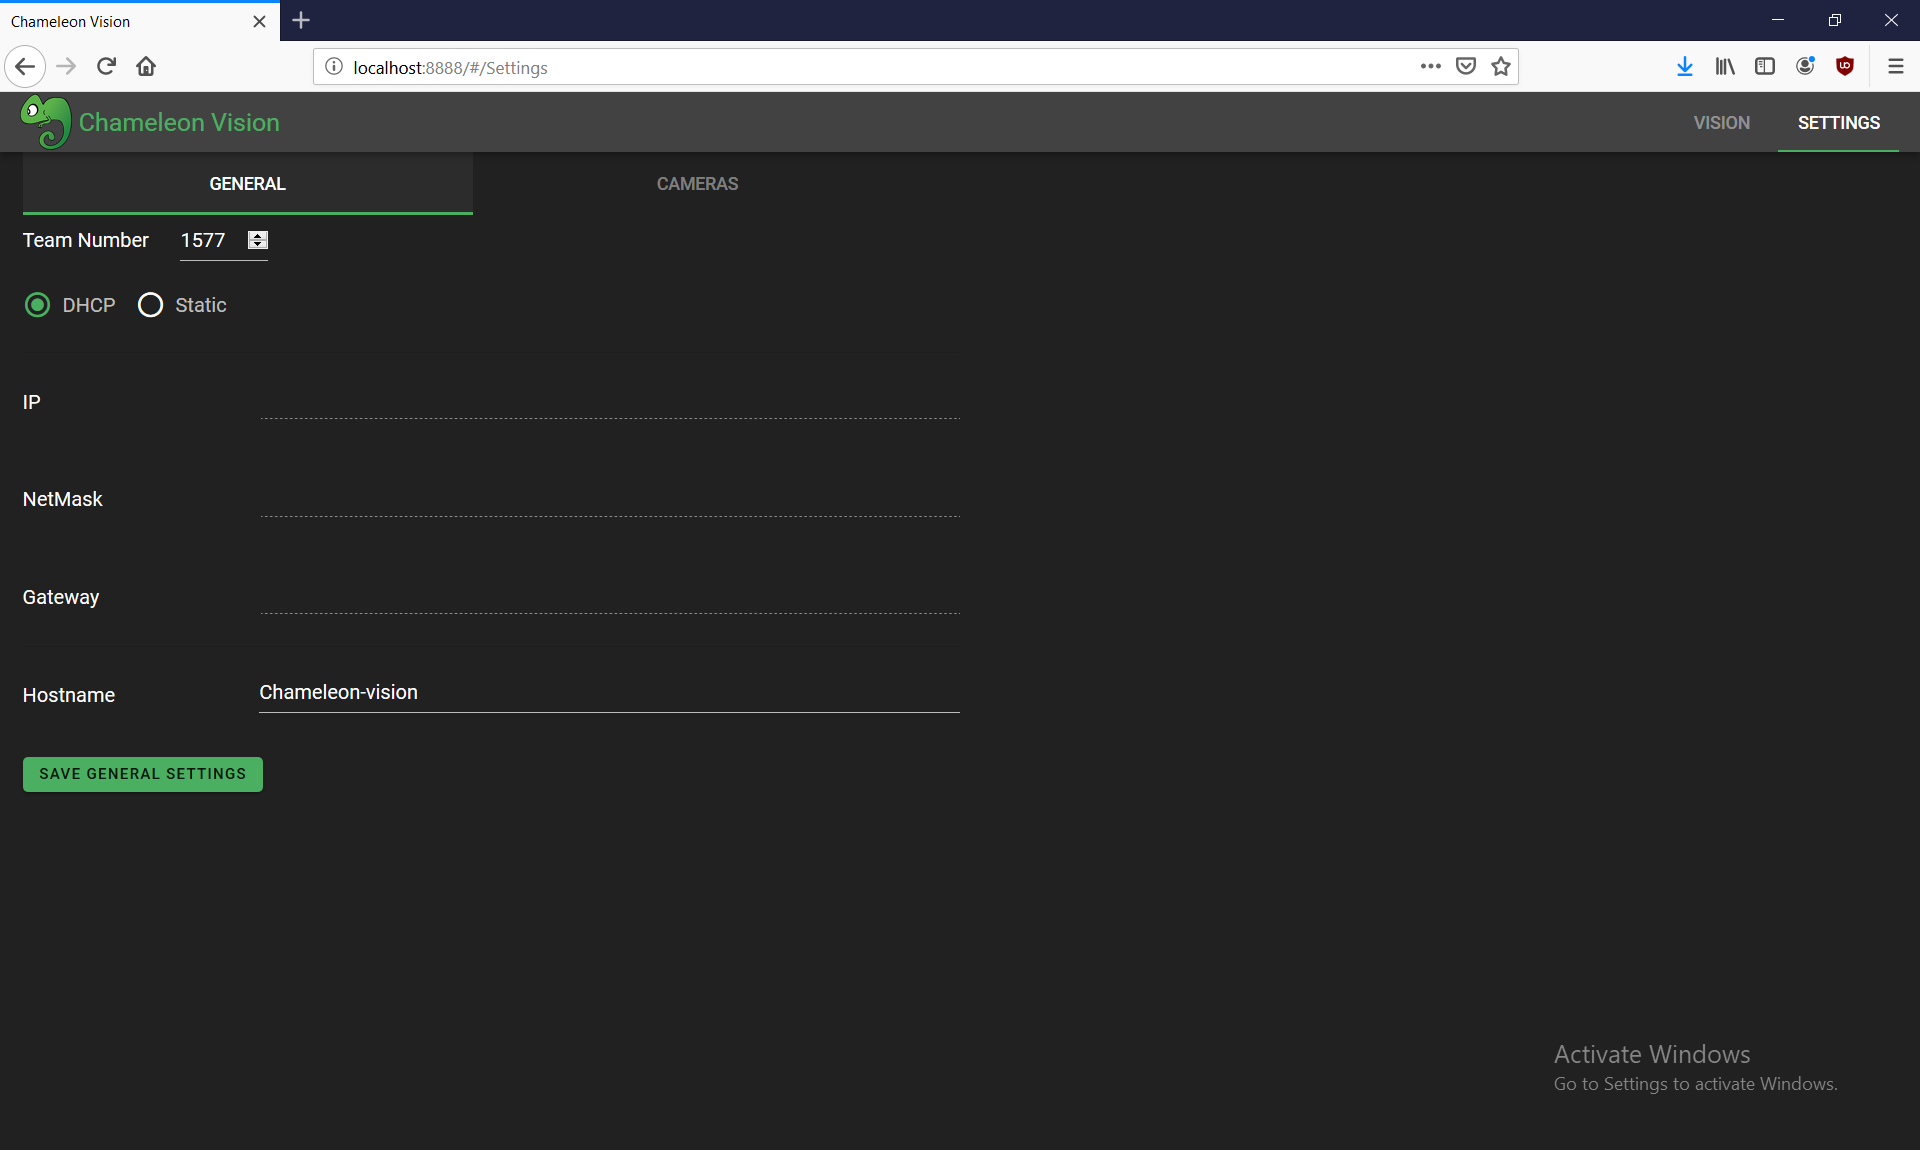 Chameleon Vision
localhost:8888/#/Settings
Chameleon Vision
VISION
SETTINGS
GENERAL
CAMERAS
Team Number
1577
DHCP
Static
IP
NetMask
Gateway
Hostname
Chameleon-vision
SAVE GENERAL SETTINGS
Activate Windows
Go to Settings to activate Windows.